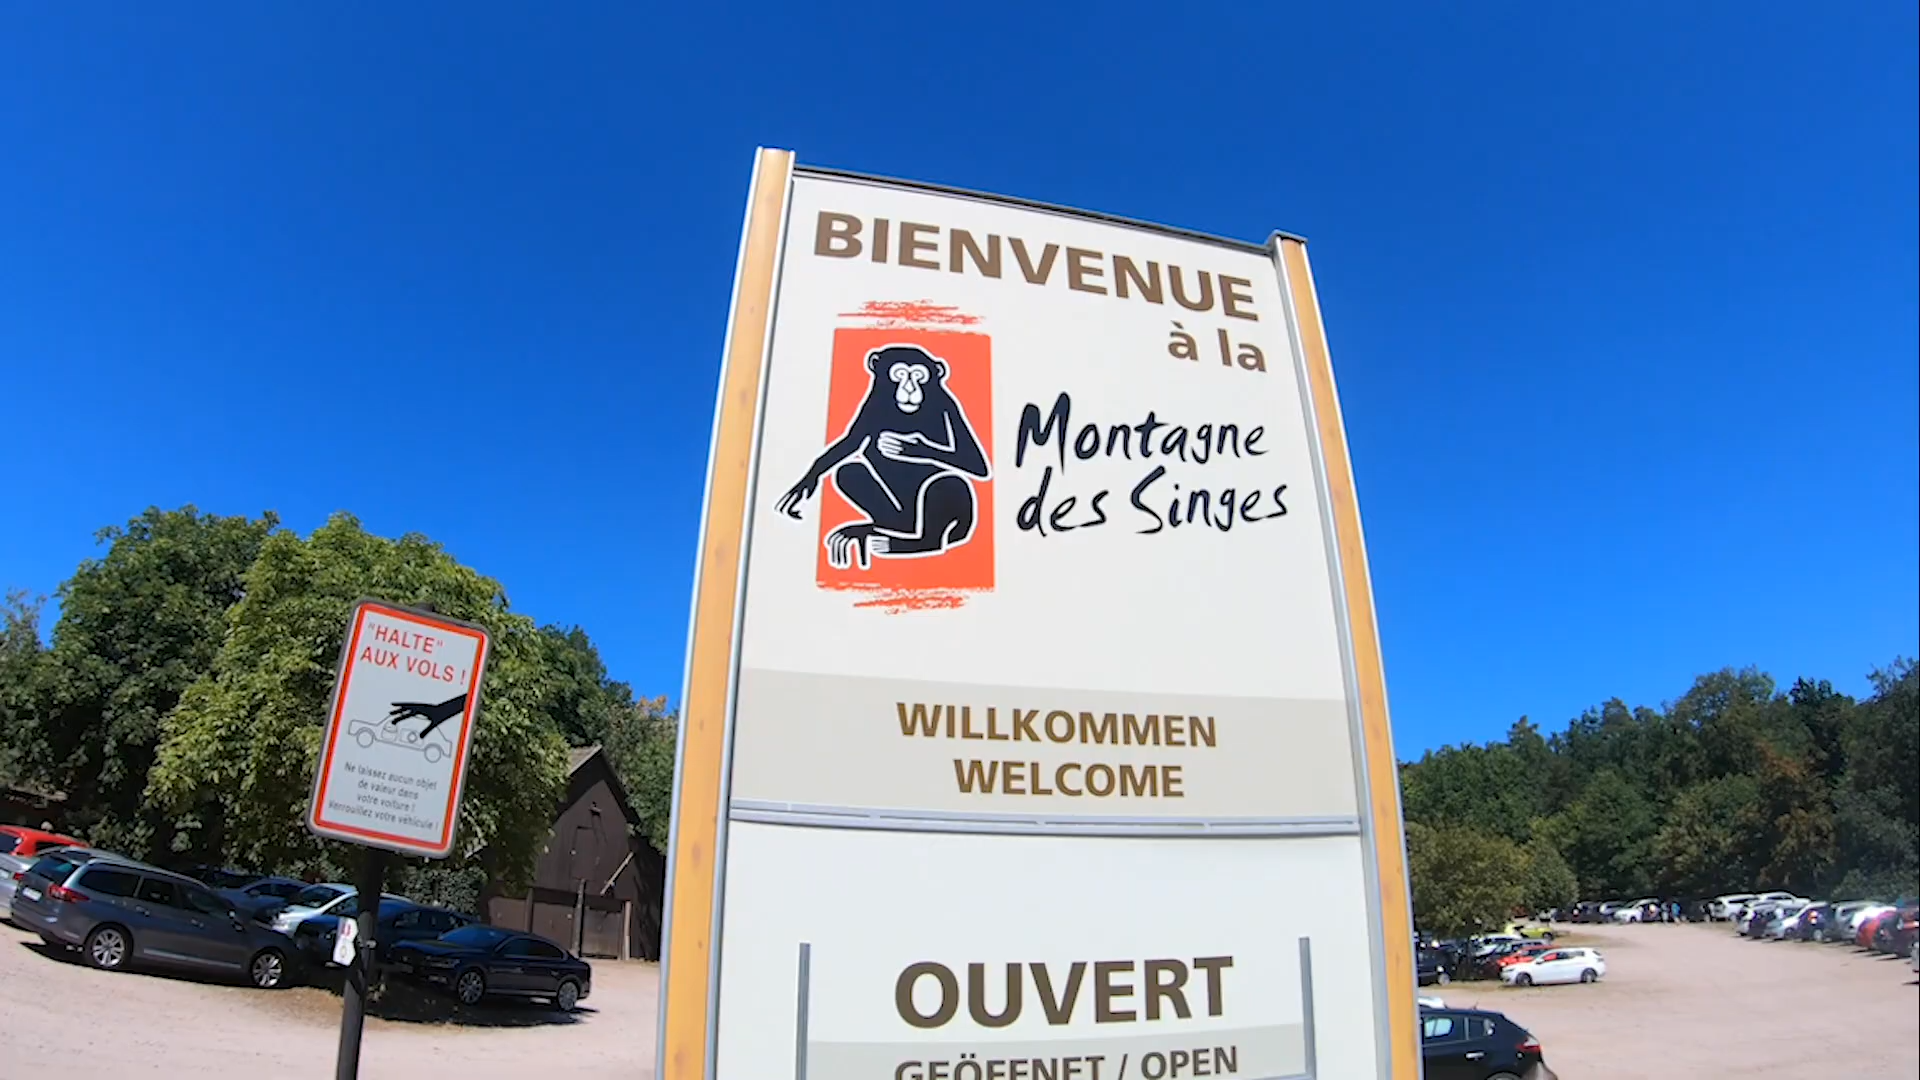 BIENVENUE
à la
Montagne
des Singes
WILLKOMMEN
WELCOME
OUVERT
GEÖFFNET / OPEN
"HALTE"
AUX VOLS !
Ne laissez aucun objet
de valeur dans
votre voiture !
Verrouillez votre véhicule !